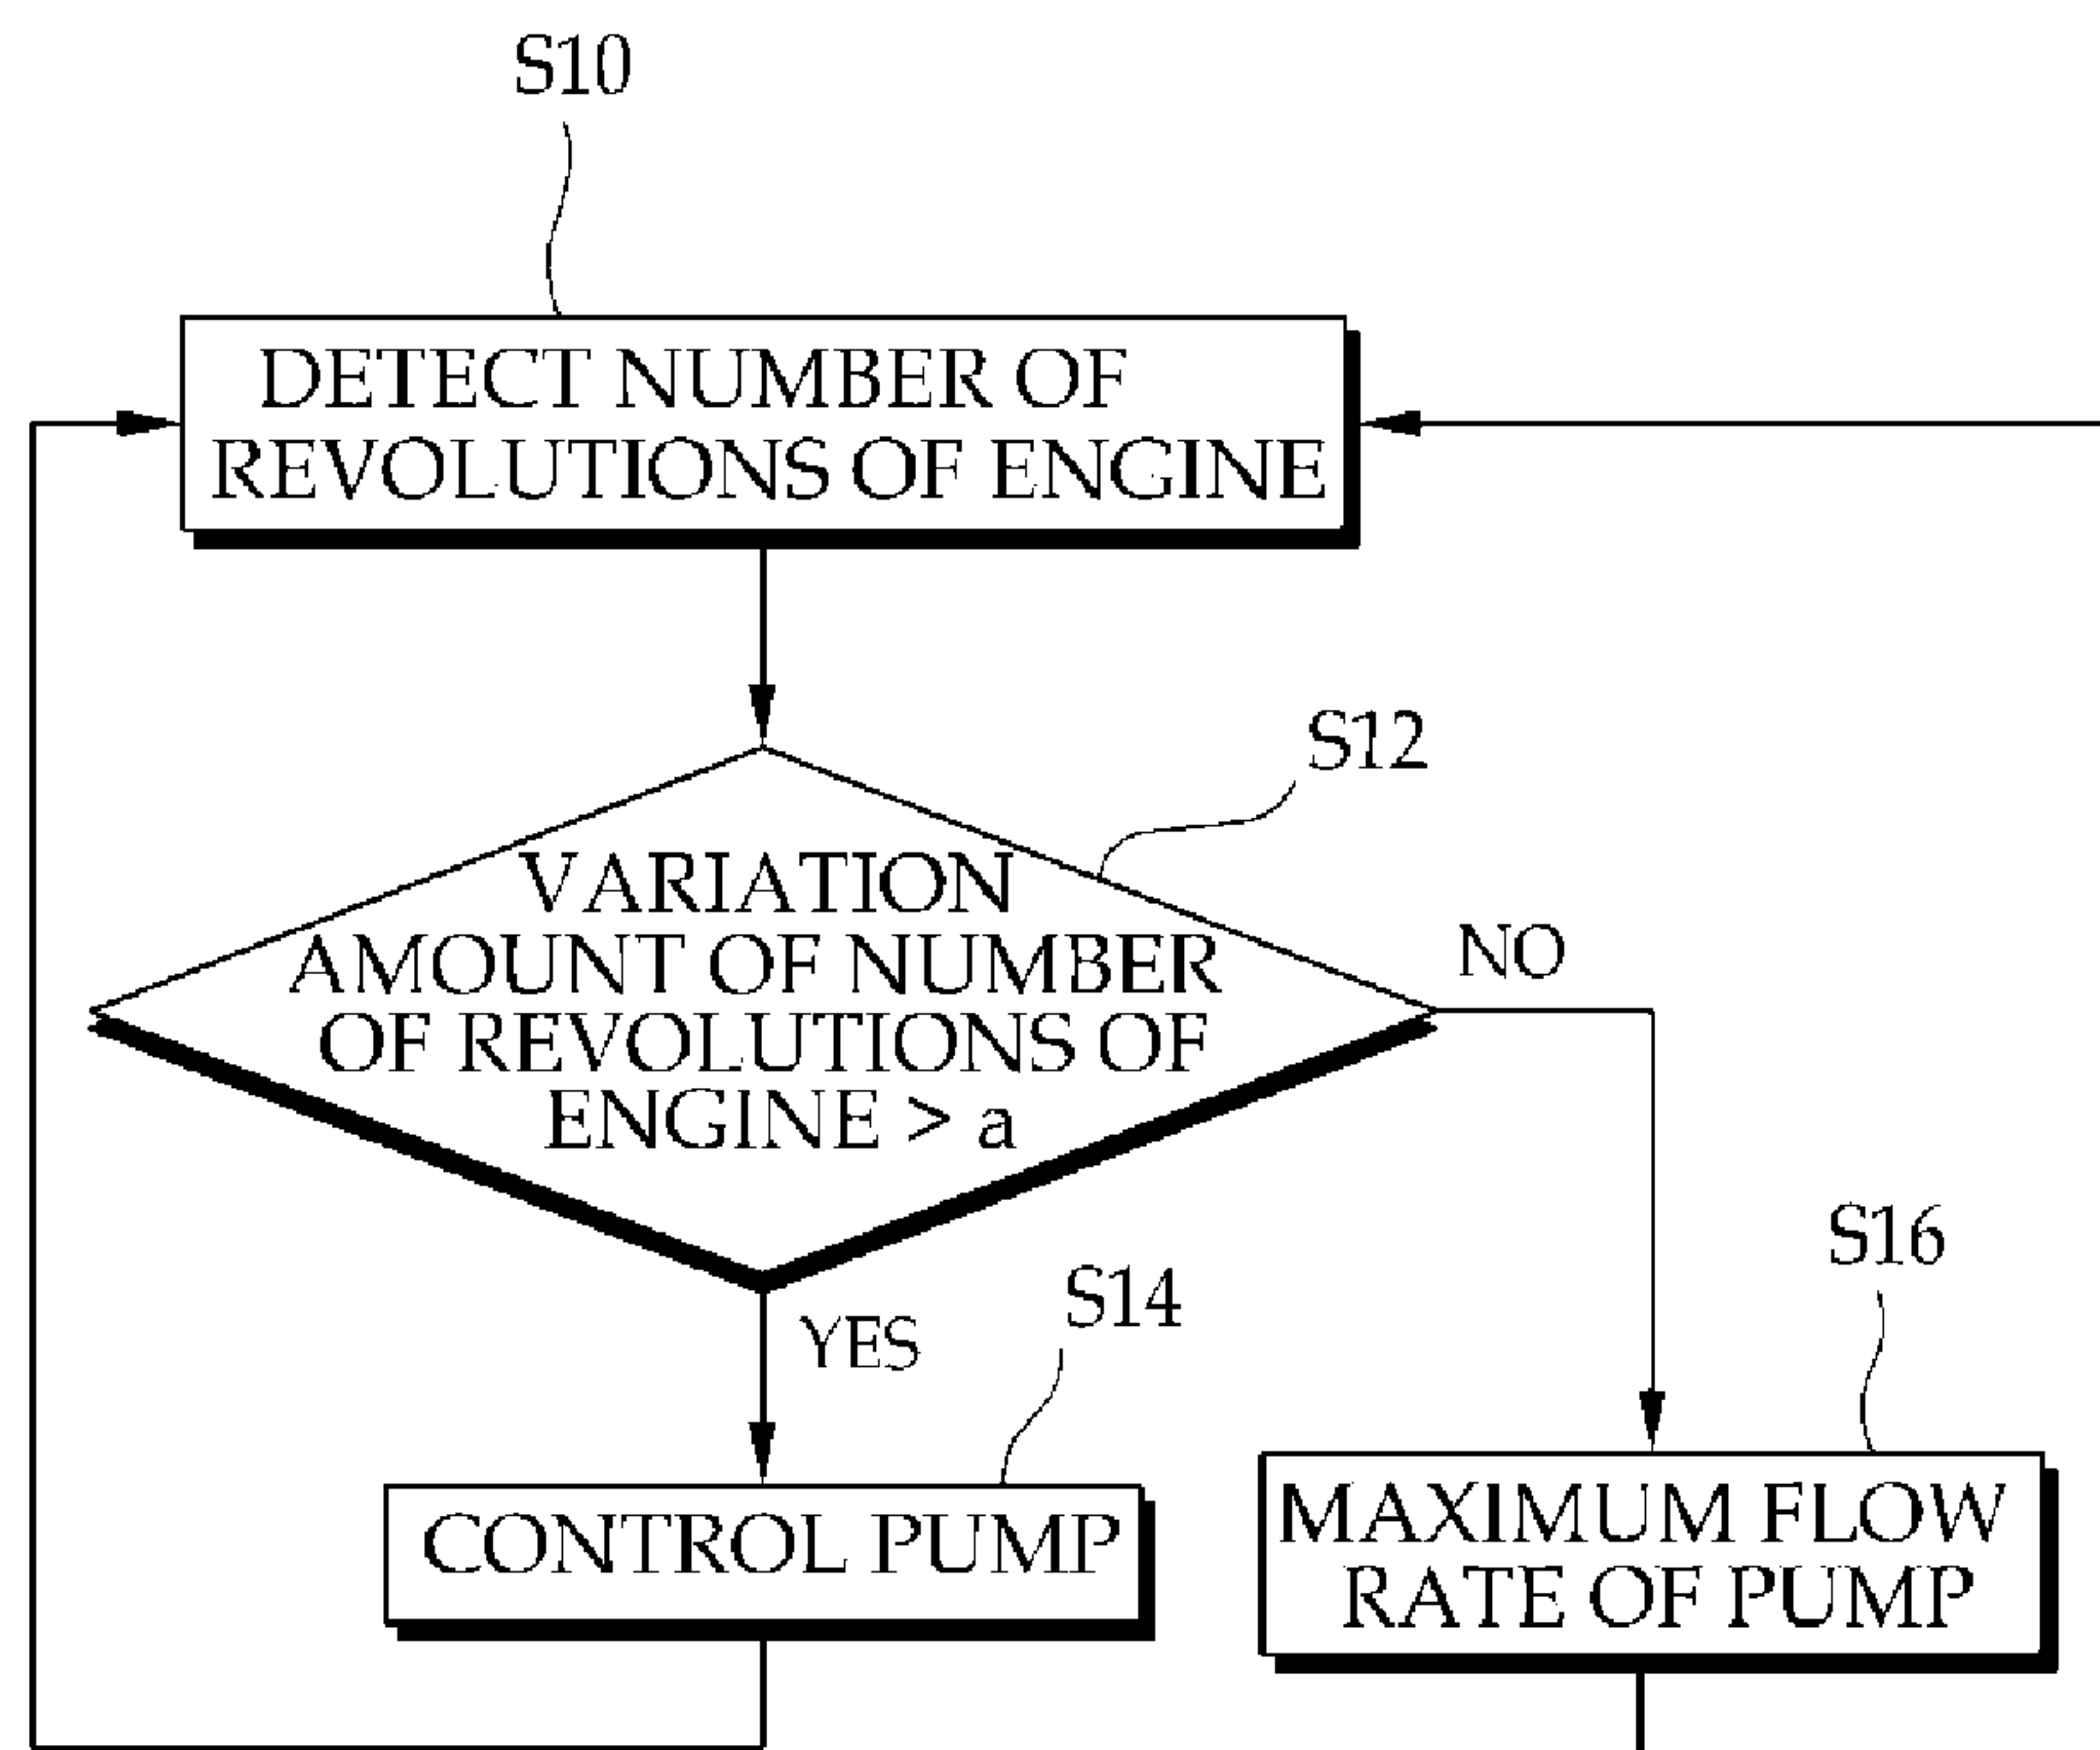 S10
DETECT NUMBER OF
REVOLUTIONS OF ENGINE
S12
VARIATION
AMOUNT OF NUMBER
OF REVOLUTIONS OF
ENGINE > a
NO
YES
S14
CONTROL PUMP
S16
MAXIMUM FLOW
RATE OF PUMP